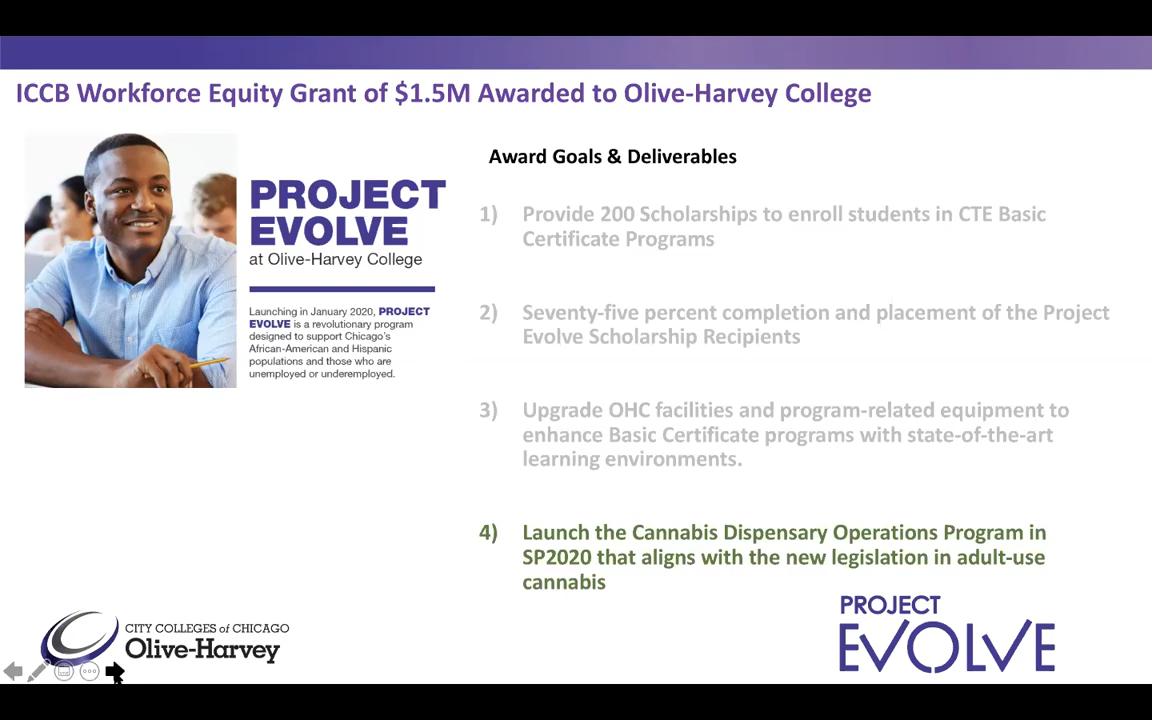 ICCB Workforce Equity Grant of $1.5M Awarded to Olive-Harvey College
PROJECT
EVOLVE
at Olive-Harvey College
Launching in January 2020, PROJECT
EVOLVE is a revolutionary program
designed to support Chicago's
African-American and Hispanic
populations and those who are
unemployed or underemployed.
Award Goals & Deliverables
1) Provide 200 Scholarships to enroll students in CTE Basic
Certificate Programs
2) Seventy-five percent completion and placement of the Project
Evolve Scholarship Recipients
3) Upgrade OHC facilities and program-related equipment to
enhance Basic Certificate programs with state-of-the-art
learning environments.
4) Launch the Cannabis Dispensary Operations Program in
SP2020 that aligns with the new legislation in adult-use
cannabis
CITY COLLEGES of CHICAGO
Olive-Harvey
PROJECT
EVOLVE